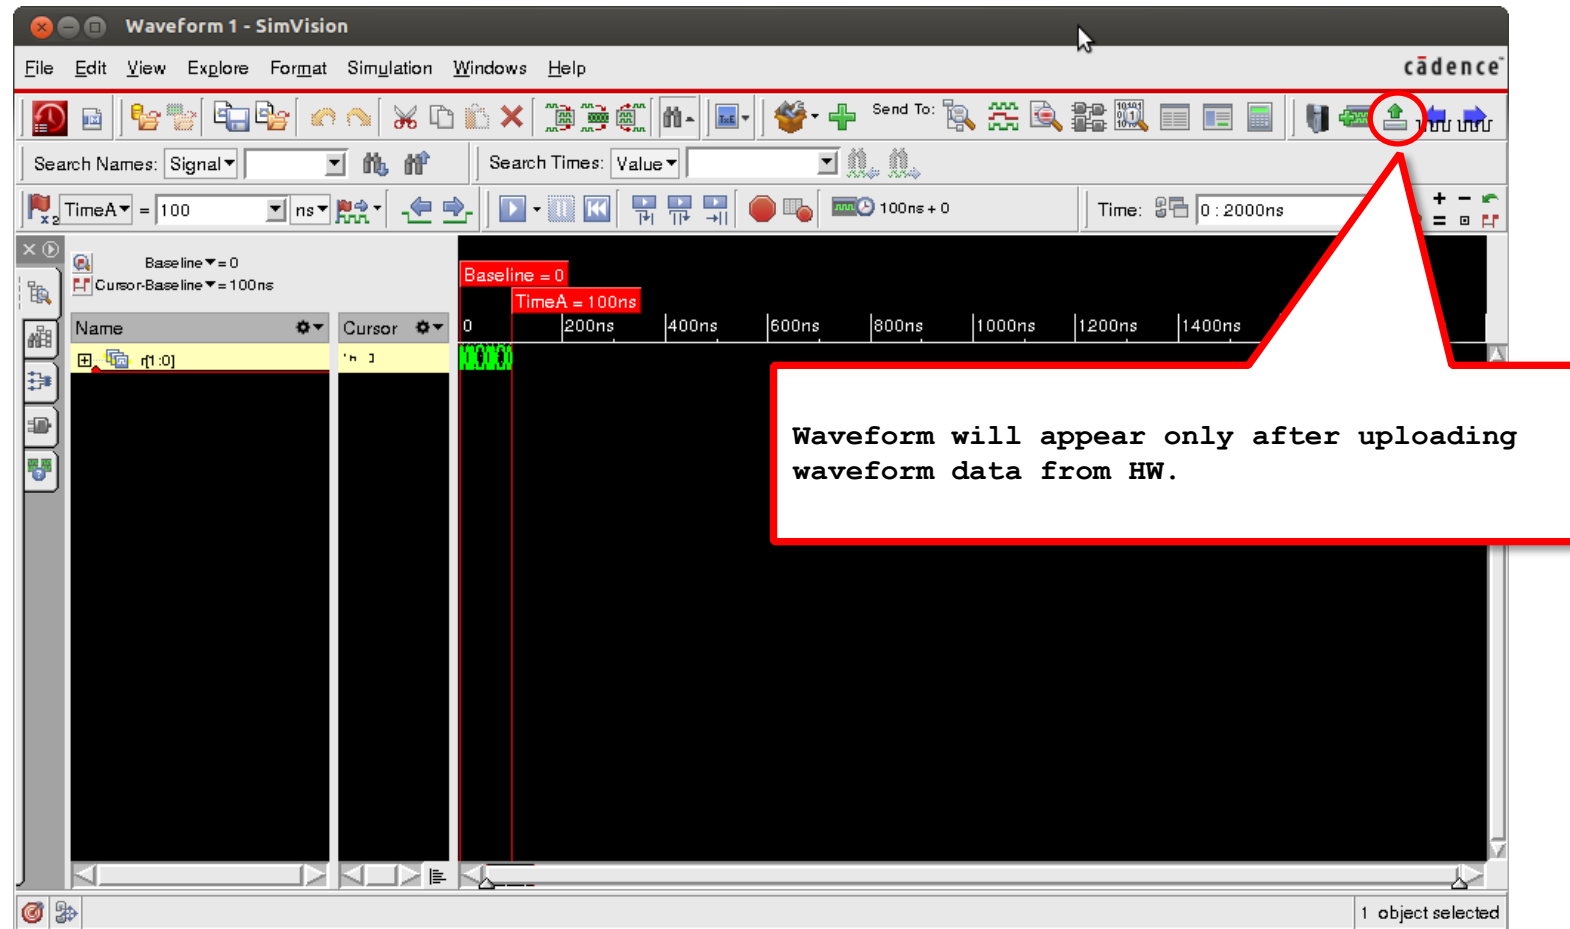 Waveform 1 - SimVision
File Edit View Explore Format Simulation Windows Help
cādence
Send To:
Search Names: Signal
Search Times: Value
x2 TimeA = 100 ns
100ns + 0
Time: 0 : 2000ns
Baseline = 0
Cursor-Baseline = 100ns
Baseline = 0
TimeA = 100ns
Name
Cursor
0 200ns 400ns 600ns 800ns 1000ns 1200ns 1400ns
r[1:0]
Waveform will appear only after uploading
waveform data from HW.
1 object selected